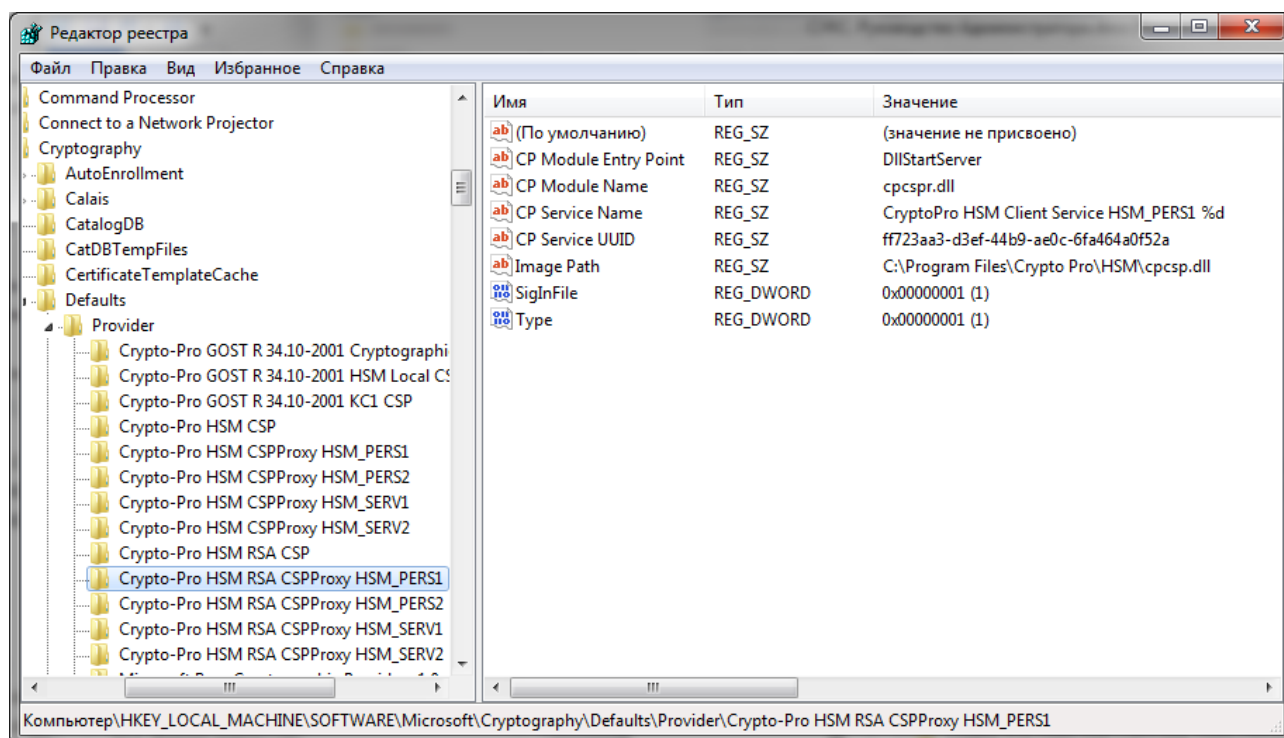 Редактор реестра
Файл Правка Вид Избранное Справка
Command Processor
Connect to a Network Projector
Cryptography
AutoEnrollment
Calais
CatalogDB
CatDBTempFiles
CertificateTemplateCache
Defaults
Provider
Crypto-Pro GOST R 34.10-2001 Cryptographi
Crypto-Pro GOST R 34.10-2001 HSM Local CS
Crypto-Pro GOST R 34.10-2001 KC1 CSP
Crypto-Pro HSM CSP
Crypto-Pro HSM CSPProxy HSM_PERS1
Crypto-Pro HSM CSPProxy HSM_PERS2
Crypto-Pro HSM CSPProxy HSM_SERV1
Crypto-Pro HSM CSPProxy HSM_SERV2
Crypto-Pro HSM RSA CSP
Crypto-Pro HSM RSA CSPProxy HSM_PERS1
Crypto-Pro HSM RSA CSPProxy HSM_PERS2
Crypto-Pro HSM RSA CSPProxy HSM_SERV1
Crypto-Pro HSM RSA CSPProxy HSM_SERV2
Имя Тип Значение
(По умолчанию) REG_SZ (значение не присвоено)
CP Module Entry Point REG_SZ DllStartServer
CP Module Name REG_SZ cpcspr.dll
CP Service Name REG_SZ CryptoPro HSM Client Service HSM_PERS1 %d
CP Service UUID REG_SZ ff723aa3-d3ef-44b9-ae0c-6fa464a0f52a
Image Path REG_SZ C:\Program Files\Crypto Pro\HSM\cpcsp.dll
SigInFile REG_DWORD 0x00000001 (1)
Type REG_DWORD 0x00000001 (1)
Компьютер\HKEY_LOCAL_MACHINE\SOFTWARE\Microsoft\Cryptography\Defaults\Provider\Crypto-Pro HSM RSA CSPProxy HSM_PERS1